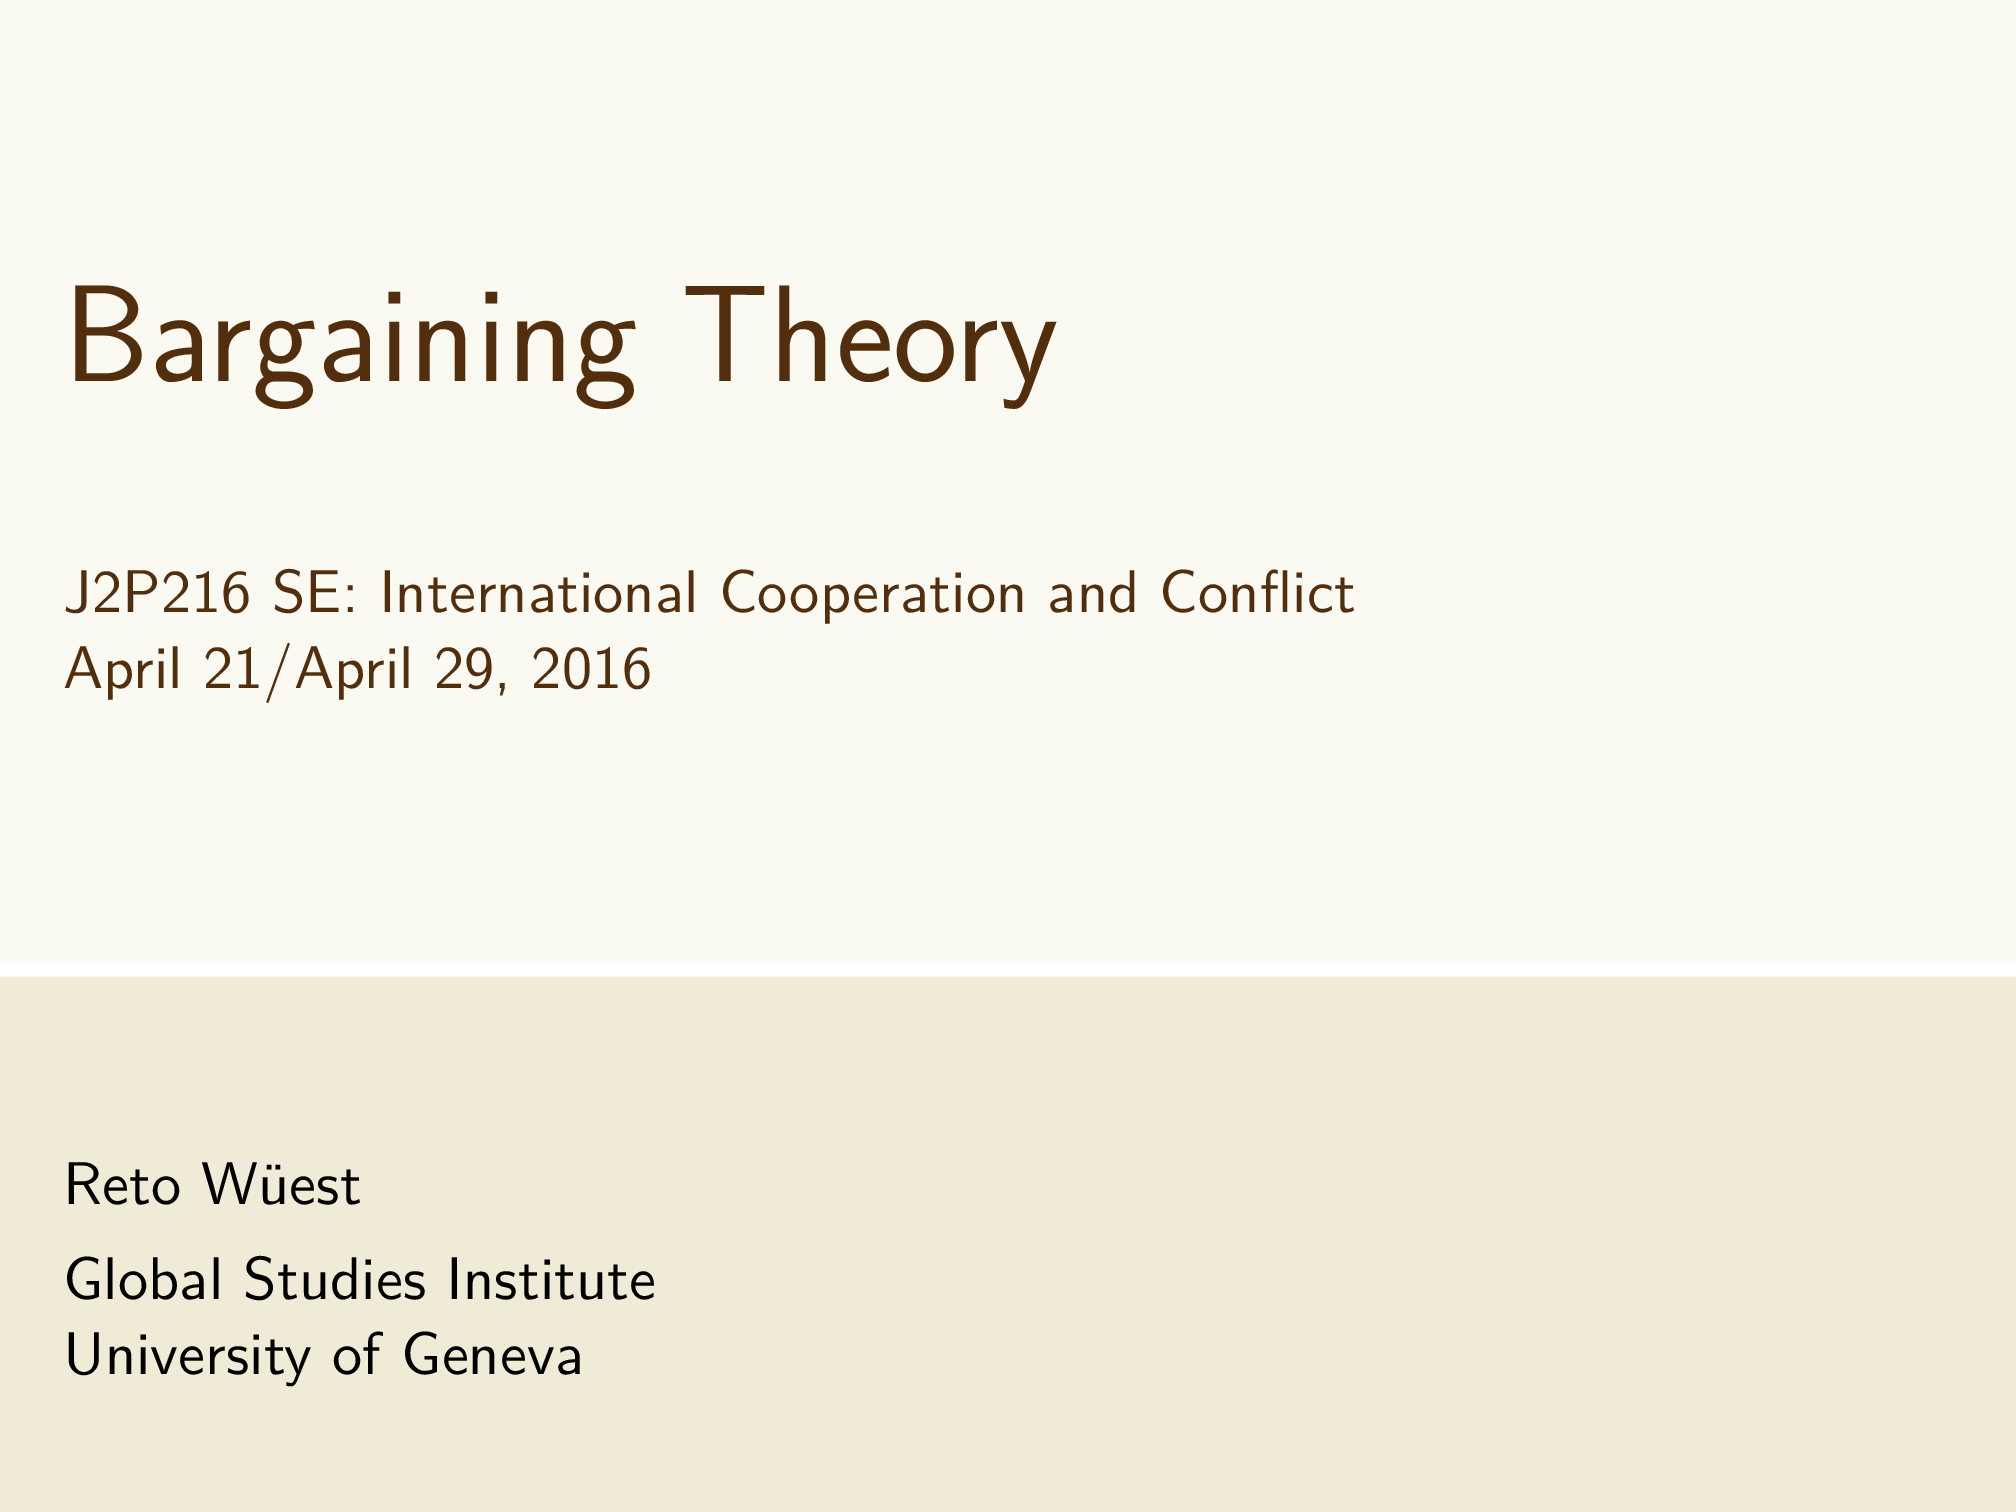 Bargaining Theory
J2P216 SE: International Cooperation and Conflict
April 21/April 29, 2016
Reto Wüest
Global Studies Institute
University of Geneva